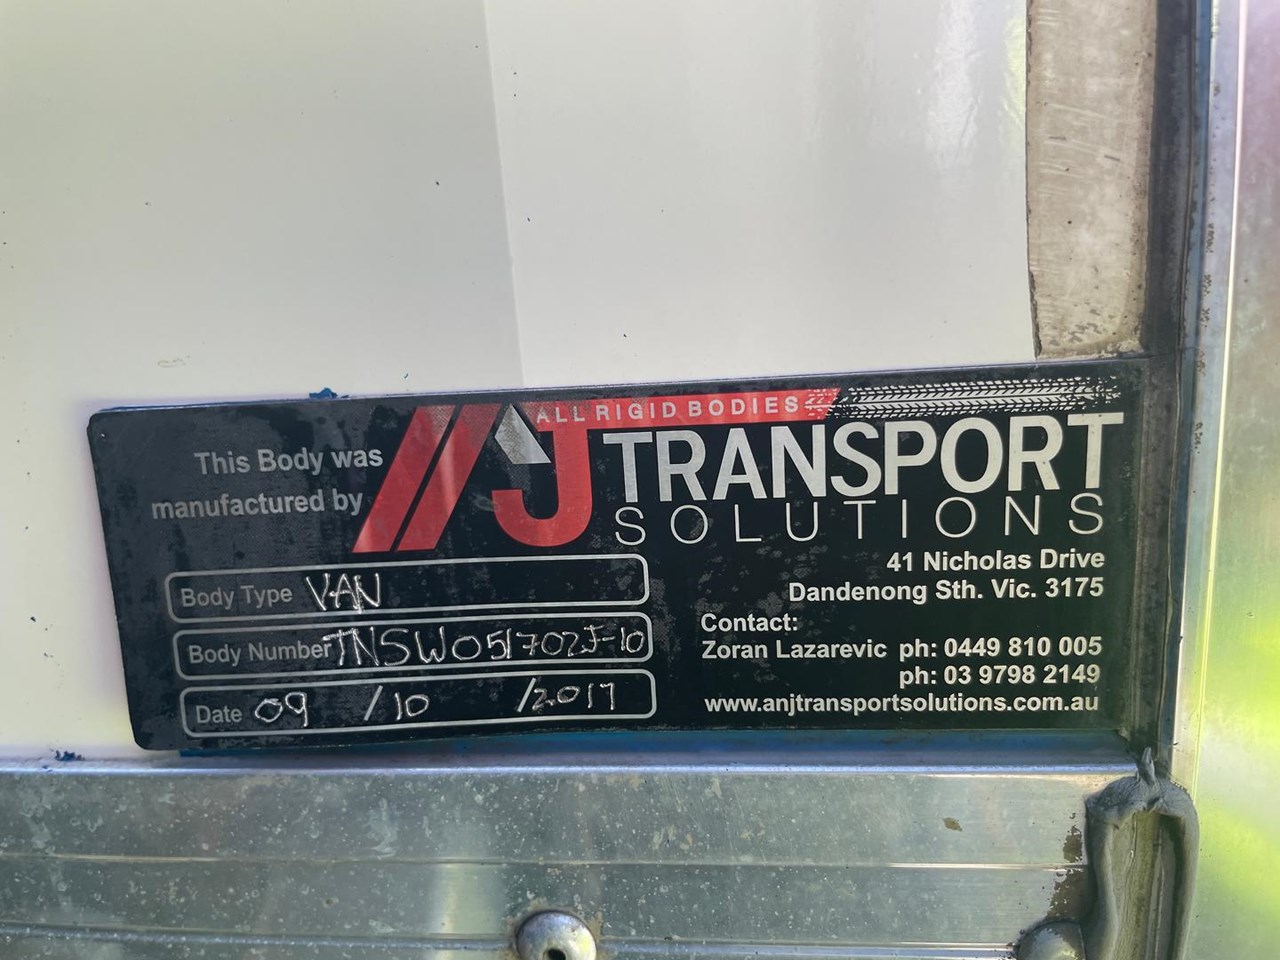 This Body was
manufactured by
ALL RIGID BODIES
AJ TRANSPORT
SOLUTIONS
41 Nicholas Drive
Dandenong Sth. Vic. 3175
Contact:
Zoran Lazarevic ph: 0449 810 005
ph: 03 9798 2149
www.anjtransportsolutions.com.au
Body Type VAN
Body Number TNSW051702J-10
Date 09 /10 /2017